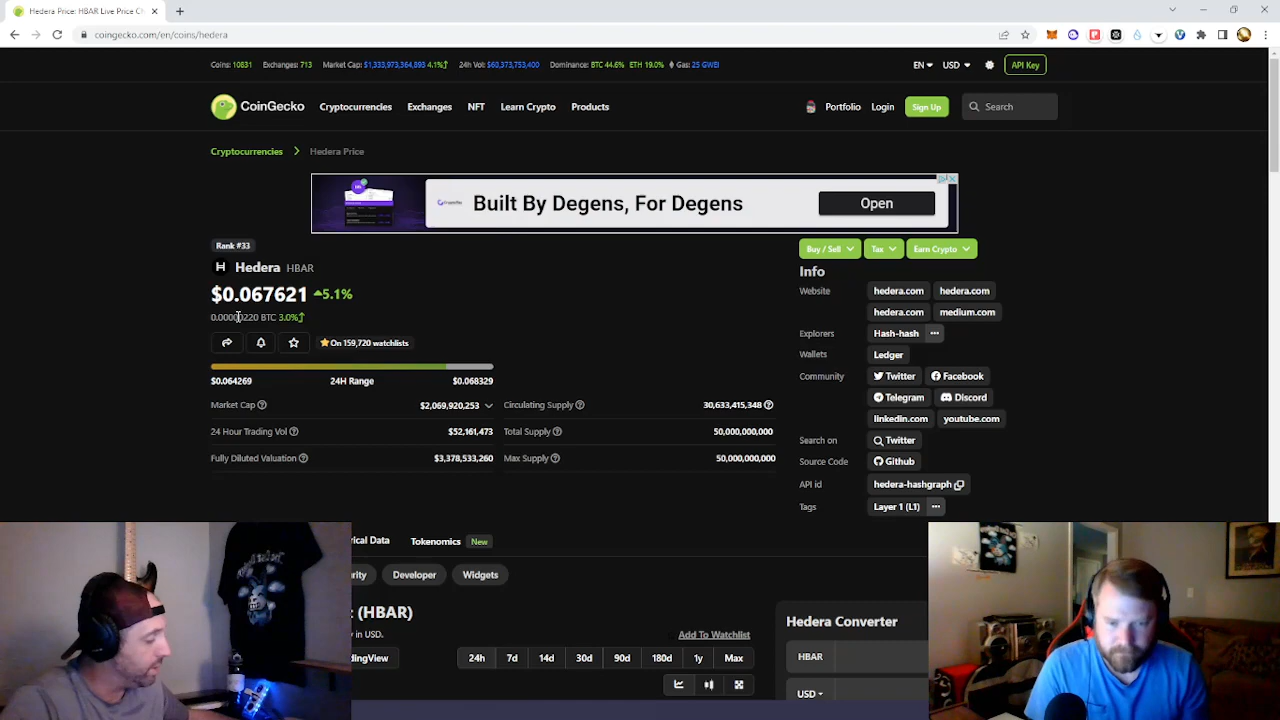 Hedera Price: HBAR Live Price Ch
coingecko.com/en/coins/hedera
Coins: 10831 Exchanges: 713 Market Cap: $1,333,973,364,893 4.1% 24h Vol: $60,373,753,400 Dominance: BTC 44.6% ETH 19.0% Gas: 25 GWEI EN USD API Key
CoinGecko Cryptocurrencies Exchanges NFT Learn Crypto Products Portfolio Login Sign Up Search
Cryptocurrencies Hedera Price
Built By Degens, For Degens Open
Rank #33
Hedera HBAR
$0.067621 5.1%
BTC 3.0%
On 159,720 watchlists
$0.064269 24H Range $0.068329
Market Cap $2,069,920,253
24 Hour Trading Vol $52,161,473
Fully Diluted Valuation $3,378,533,260
Circulating Supply 30,633,415,348
Total Supply 50,000,000,000
Max Supply 50,000,000,000
Buy / Sell Tax Earn Crypto
Info
Website hedera.com hedera.com
hedera.com medium.com
Explorers Hash-hash
Wallets Ledger
Community Twitter Facebook
Telegram Discord
linkedin.com youtube.com
Search on Twitter
Source Code Github
API id hedera-hashgraph
Tags Layer 1 (L1)
rical Data Tokenomics New
rity Developer Widgets
(HBAR)
y in USD. Add To Watchlist
dingView 24h 7d 14d 30d 90d 180d 1y Max
Hedera Converter
HBAR
USD